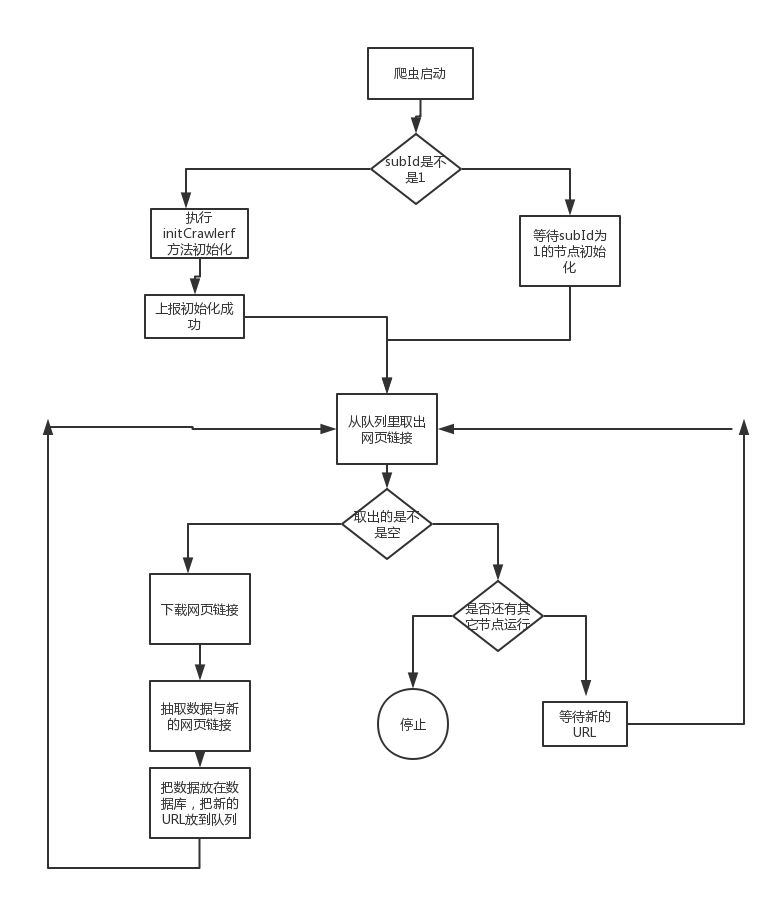 爬虫启动
subId是不
是1
执行
initCrawlerf
方法初始化
等待subId为
1的节点初始
化
上报初始化成
功
从队列里取出
网页链接
取出的是不
是空
下载网页链接
是否还有其
它节点运行
抽取数据与新
的网页链接
停止
等待新的
URL
把数据放在数
据库，把新的
URL放到队列